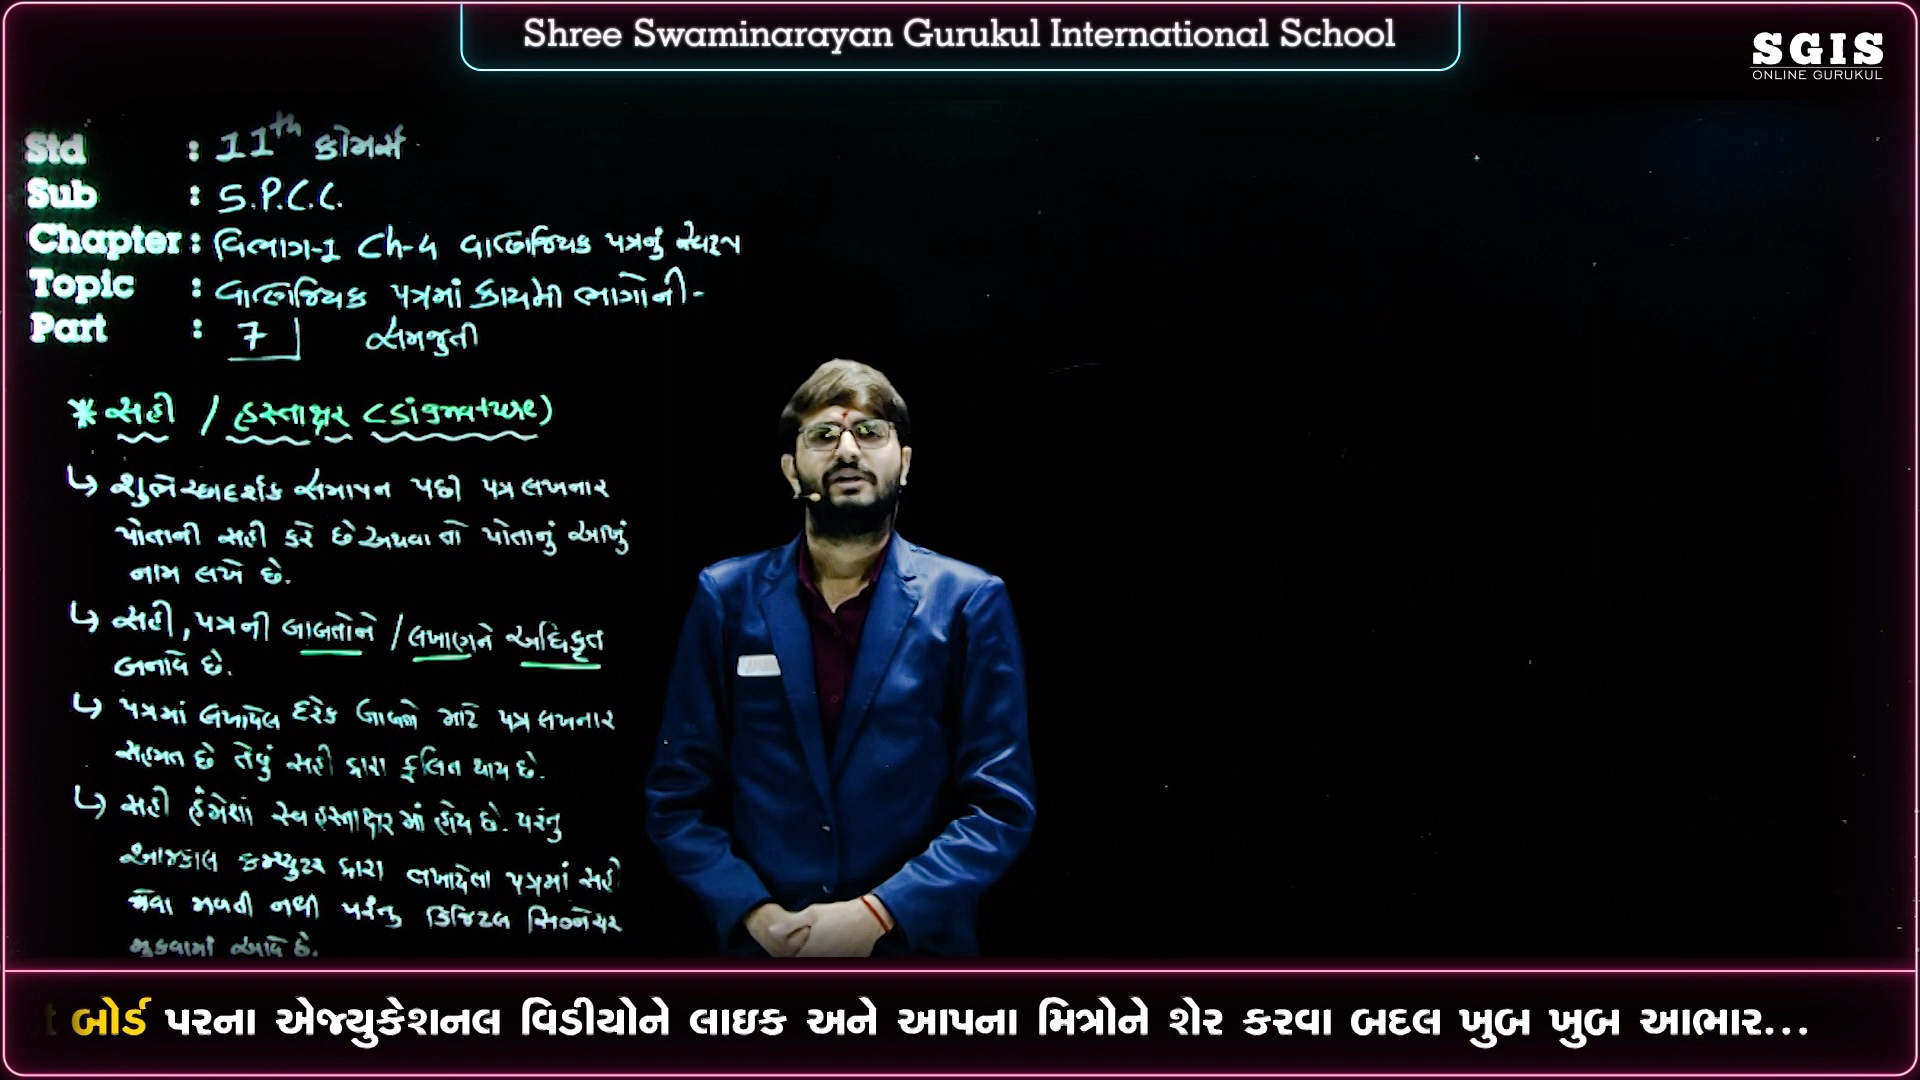 Shree Swaminarayan Gurukul International School
SGIS
ONLINE GURUKUL
Std : 11th કોમર્સ
Sub : S.P.C.C.
Chapter : વિભાગ-1 Ch-4 વાણિજ્યિક પત્રનું સ્વરૂપ
Topic : વાણિજ્યિક પત્રમાં કાયમી ભાગોની-
Part : 7 સમજુતી
* સહી / હસ્તાક્ષર (Signature)
↳ શુભેચ્છાદર્શક સમાપન પછી પત્ર લખનાર
પોતાની સહી કરે છે અથવા તો પોતાનું આખું
નામ લખે છે.
↳ સહી, પત્રની બાબતોને / લખાણને અધિકૃત
બનાવે છે.
↳ પત્રમાં લખાયેલ દરેક બાબતે માટે પત્ર લખનાર
સહમત છે તેવું સહી દ્વારા ફલિત થાય છે.
↳ સહી હંમેશાં સ્વહસ્તાક્ષરમાં હોય છે. પરંતુ
આજકાલ કમ્પ્યુટર દ્વારા લખાયેલા પત્રમાં સહી
જોવા મળતી નથી પરંતુ ડિજિટલ સિગ્નેચર
મૂકવામાં આવે છે.
બોર્ડ પરના એજ્યુકેશનલ વિડીયોને લાઇક અને આપના મિત્રોને શેર કરવા બદલ ખુબ ખુબ આભાર...